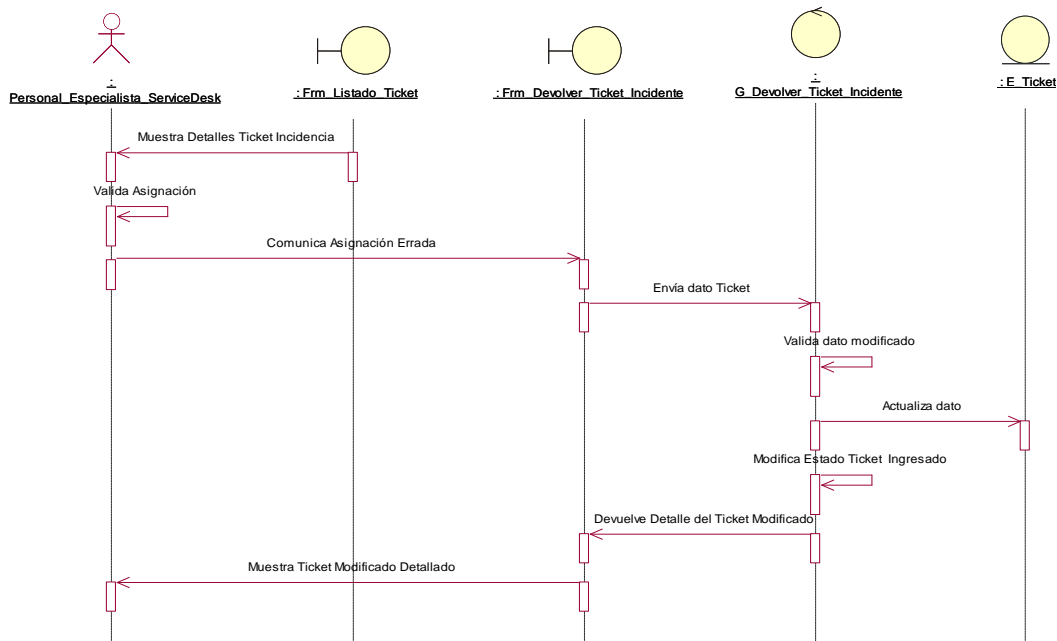 :
Personal_Especialista_ServiceDesk
: Frm_Listado_Ticket
: Frm_Devolver_Ticket_Incidente
:
G_Devolver_Ticket_Incidente
: E_Ticket
Muestra Detalles Ticket Incidencia
Valida Asignación
Comunica Asignación Errada
Envía dato Ticket
Valida dato modificado
Actualiza dato
Modifica Estado Ticket Ingresado
Devuelve Detalle del Ticket Modificado
Muestra Ticket Modificado Detallado